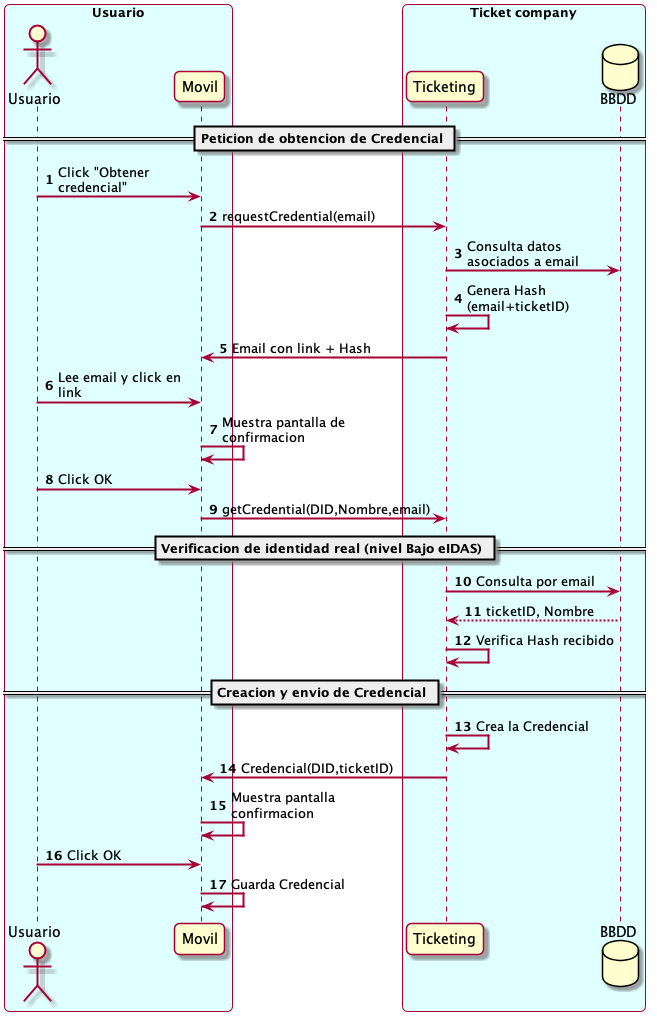 Usuario
Ticket company
Usuario
Movil
Ticketing
BBDD
Peticion de obtencion de Credencial
1 Click "Obtener
credencial"
2 requestCredential(email)
3 Consulta datos
asociados a email
4 Genera Hash
(email+ticketID)
5 Email con link + Hash
6 Lee email y click en
link
7 Muestra pantalla de
confirmacion
8 Click OK
9 getCredential(DID,Nombre,email)
Verificacion de identidad real (nivel Bajo eIDAS)
10 Consulta por email
11 ticketID, Nombre
12 Verifica Hash recibido
Creacion y envio de Credencial
13 Crea la Credencial
14 Credencial(DID,ticketID)
15 Muestra pantalla
confirmacion
16 Click OK
17 Guarda Credencial
Usuario
Movil
Ticketing
BBDD